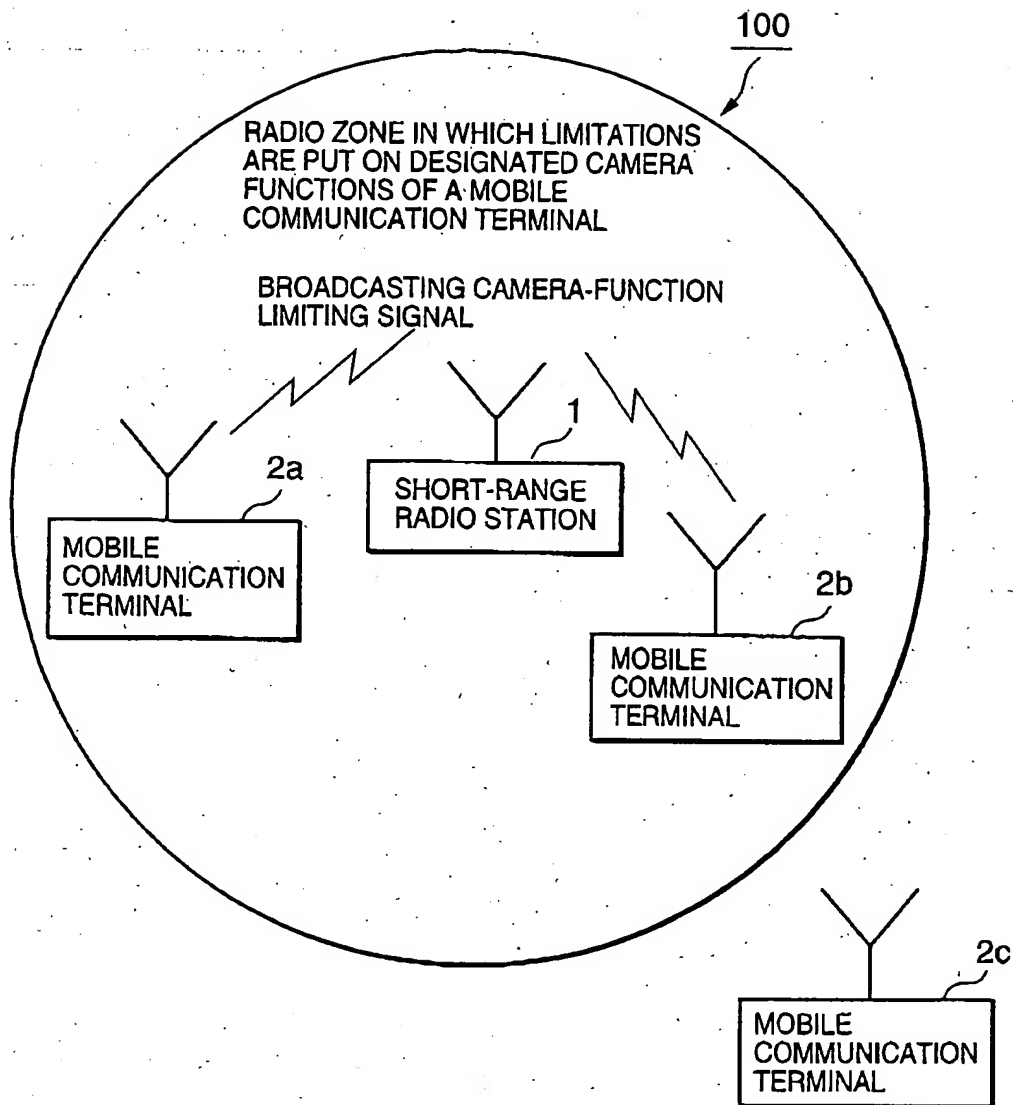 100
RADIO ZONE IN WHICH LIMITATIONS
ARE PUT ON DESIGNATED CAMERA
FUNCTIONS OF A MOBILE
COMMUNICATION TERMINAL
BROADCASTING CAMERA-FUNCTION
LIMITING SIGNAL
1
SHORT-RANGE
RADIO STATION
2a
MOBILE
COMMUNICATION
TERMINAL
2b
MOBILE
COMMUNICATION
TERMINAL
2c
MOBILE
COMMUNICATION
TERMINAL